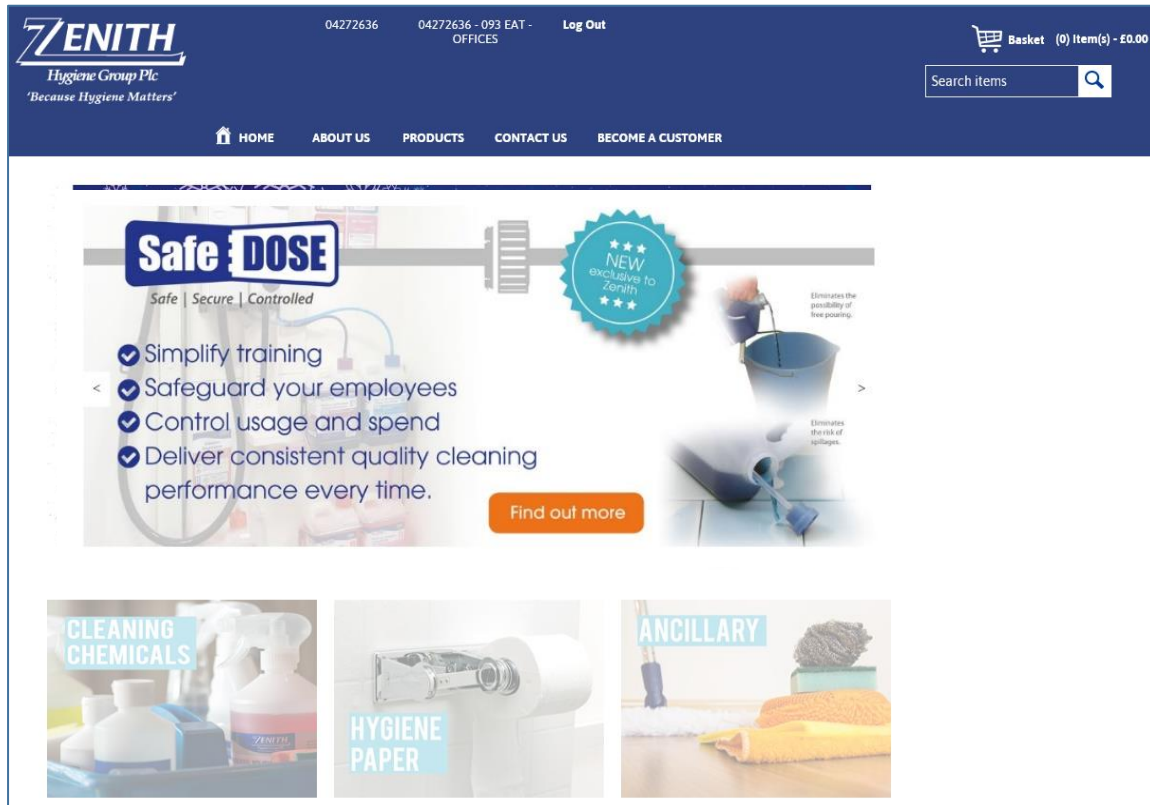 ZENITH
Hygiene Group Plc
‘Because Hygiene Matters’
04272636
04272636 - 093 EAT -
OFFICES
Log Out
Basket (0) Item(s) - £0.00
Search items
HOME ABOUT US PRODUCTS CONTACT US BECOME A CUSTOMER
Safe DOSE
Safe | Secure | Controlled
NEW
exclusive to
Zenith
Eliminates the
possibility of
free pouring.
Simplify training
Safeguard your employees
Control usage and spend
Deliver consistent quality cleaning
performance every time.
<
>
Eliminates
the risk of
spillages.
Find out more
CLEANING
CHEMICALS
ZENITH
HYGIENE
PAPER
ANCILLARY